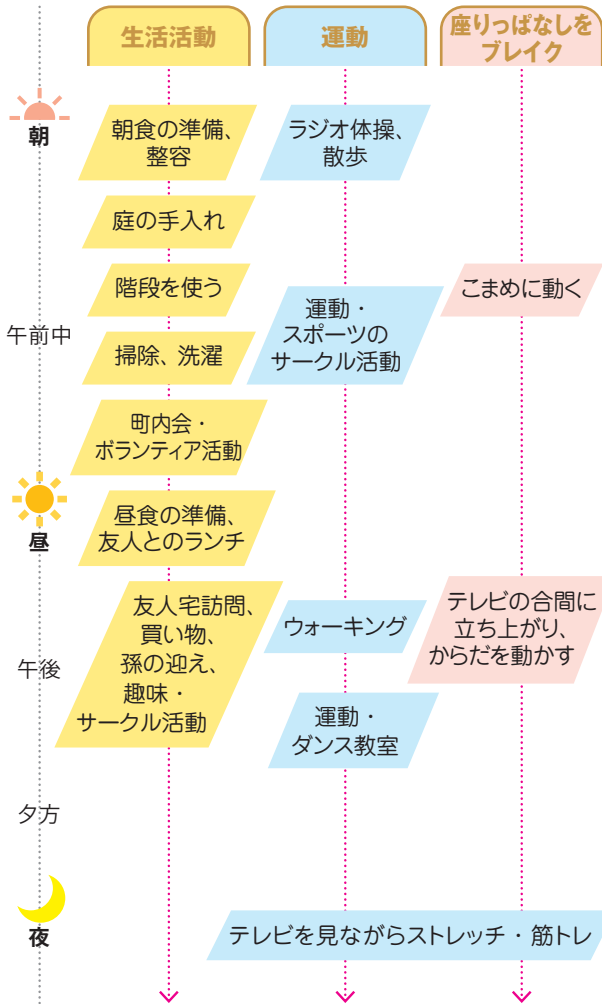 生活活動
運動
座りっぱなしを
ブレイク
朝
朝食の準備、
整容
ラジオ体操、
散歩
庭の手入れ
午前中
階段を使う
運動・
スポーツの
サークル活動
こまめに動く
掃除、洗濯
町内会・
ボランティア活動
昼
昼食の準備、
友人とのランチ
午後
友人宅訪問、
買い物、
孫の迎え、
趣味・
サークル活動
ウォーキング
テレビの合間に
立ち上がり、
からだを動かす
運動・
ダンス教室
夕方
夜
テレビを見ながらストレッチ・筋トレ